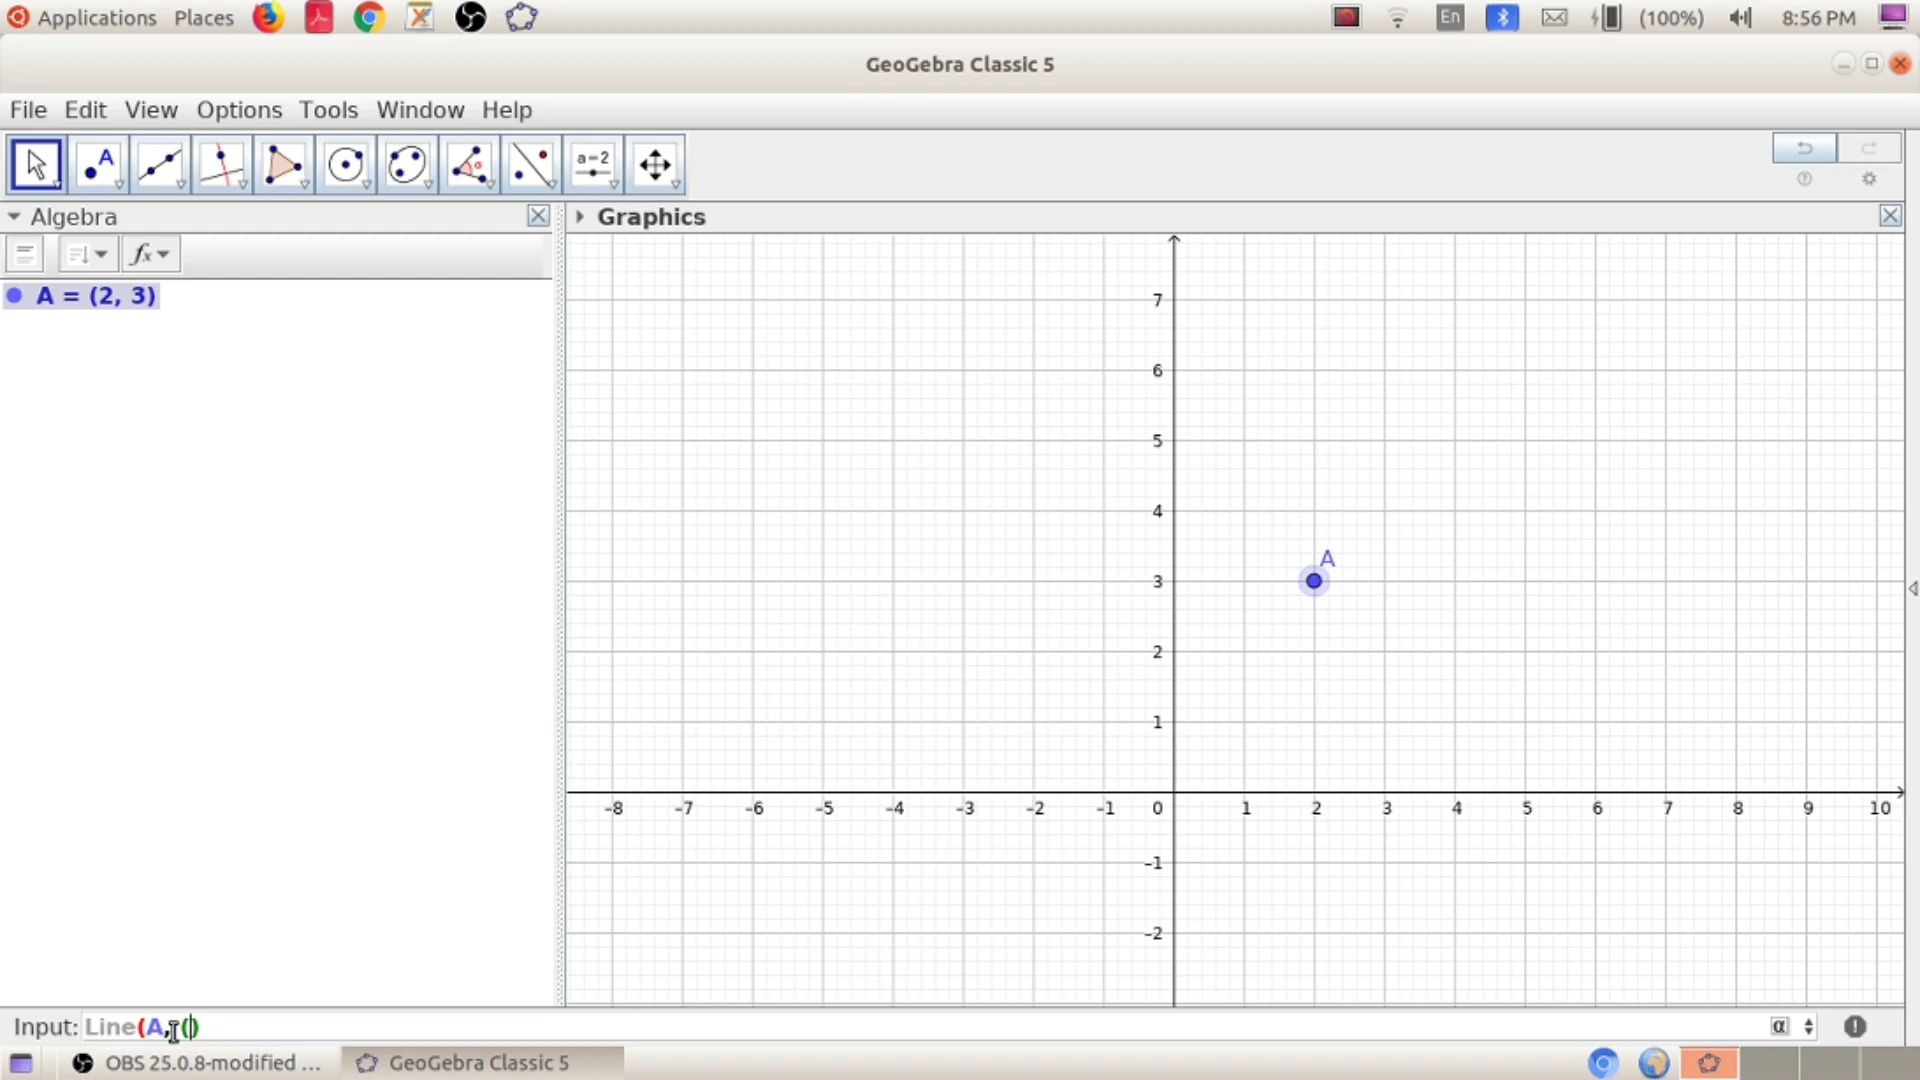 Applications Places En (100%) 8:56 PM
GeoGebra Classic 5
File Edit View Options Tools Window Help
A a=2
Algebra
Graphics
fx
A = (2, 3)
7
6
5
4
A
3
2
1
-8 -7 -6 -5 -4 -3 -2 -1 0 1 2 3 4 5 6 7 8 9 10
-1
-2
Input: Line(A, () α
OBS 25.0.8-modified ... GeoGebra Classic 5